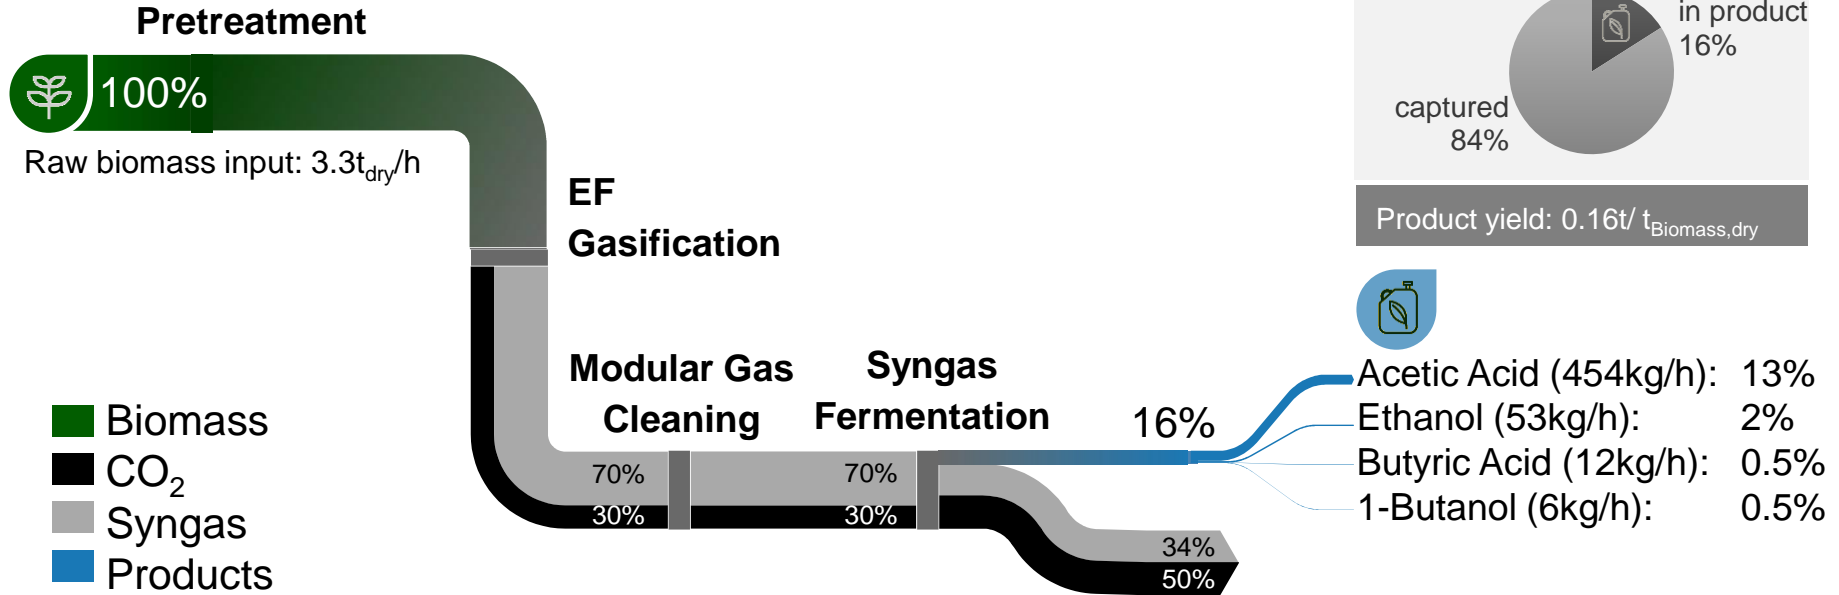 Pretreatment
100%
Raw biomass input: 3.3t_dry/h
EF
Gasification
Modular Gas
Cleaning
Syngas
Fermentation
70%
30%
70%
30%
16%
34%
50%
Biomass
CO₂
Syngas
Products
in product
16%
captured
84%
Product yield: 0.16t/ t_Biomass,dry
Acetic Acid (454kg/h): 13%
Ethanol (53kg/h): 2%
Butyric Acid (12kg/h): 0.5%
1-Butanol (6kg/h): 0.5%